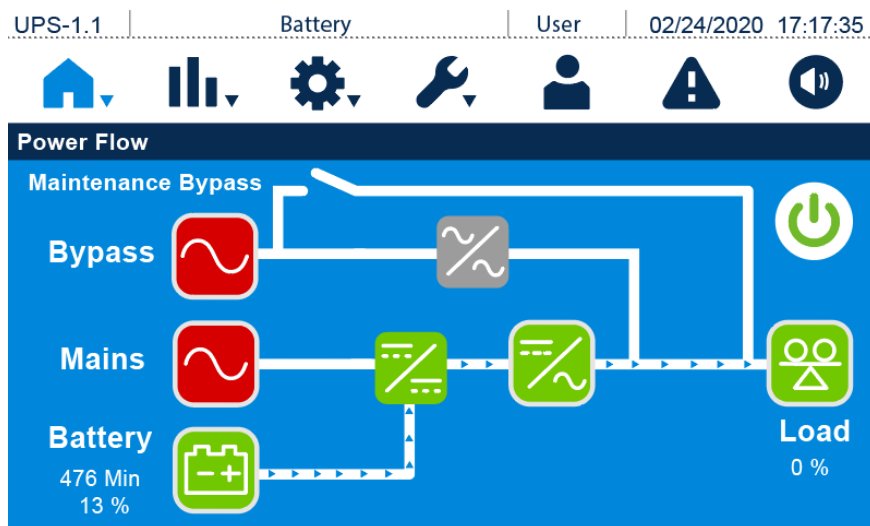 UPS-1.1 Battery User 02/24/2020 17:17:35
Power Flow
Maintenance Bypass
Bypass
Mains
Battery
476 Min
13 %
Load
0 %